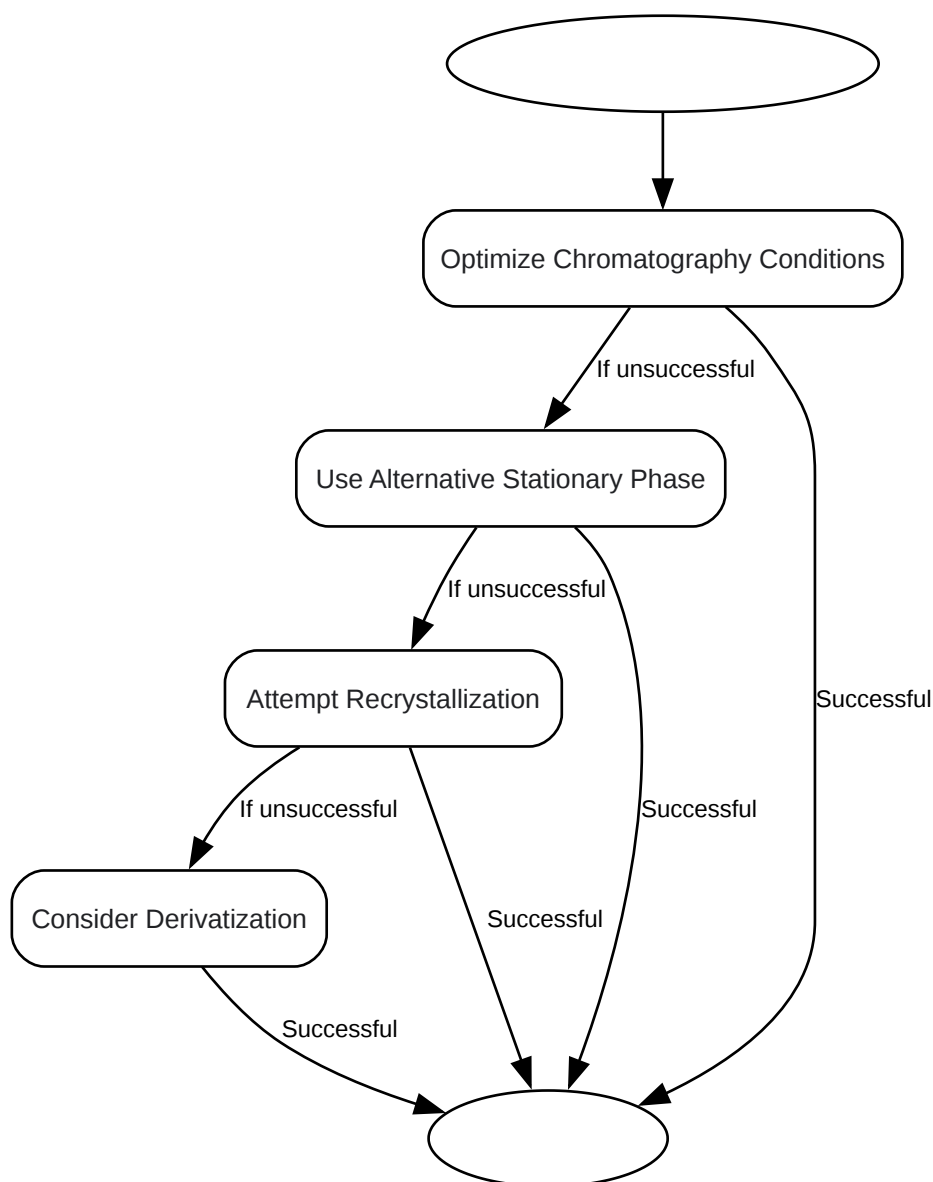 Optimize Chromatography Conditions
If unsuccessful
Use Alternative Stationary Phase
If unsuccessful
Attempt Recrystallization
Successful
If unsuccessful
Successful
Consider Derivatization
Successful
Successful